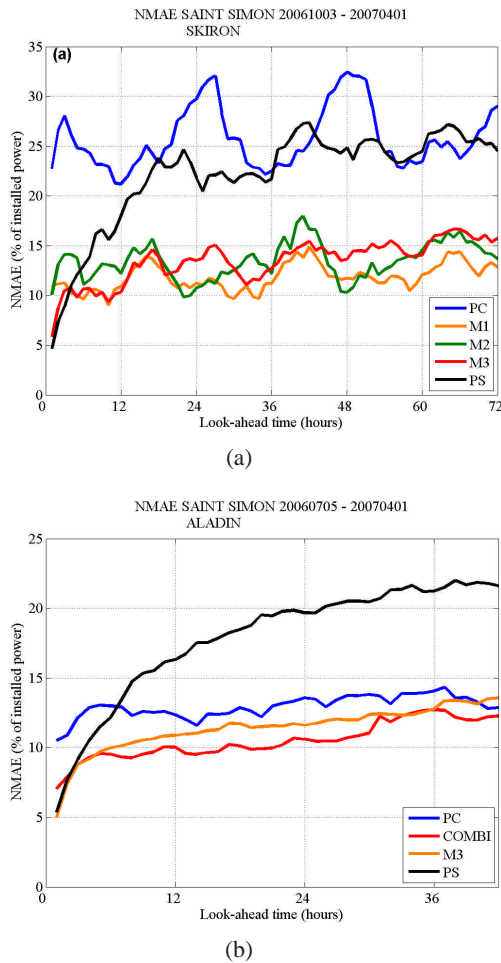 NMAE SAINT SIMON 20061003 - 20070401
SKIRON
(a)
NMAE (% of installed power)
35
30
25
20
15
10
5
0
0
12
24
36
48
60
72
Look-ahead time (hours)
PC
M1
M2
M3
PS
(a)
NMAE SAINT SIMON 20060705 - 20070401
ALADIN
NMAE (% of installed power)
25
20
15
10
5
0
0
12
24
36
Look-ahead time (hours)
PC
COMBI
M3
PS
(b)